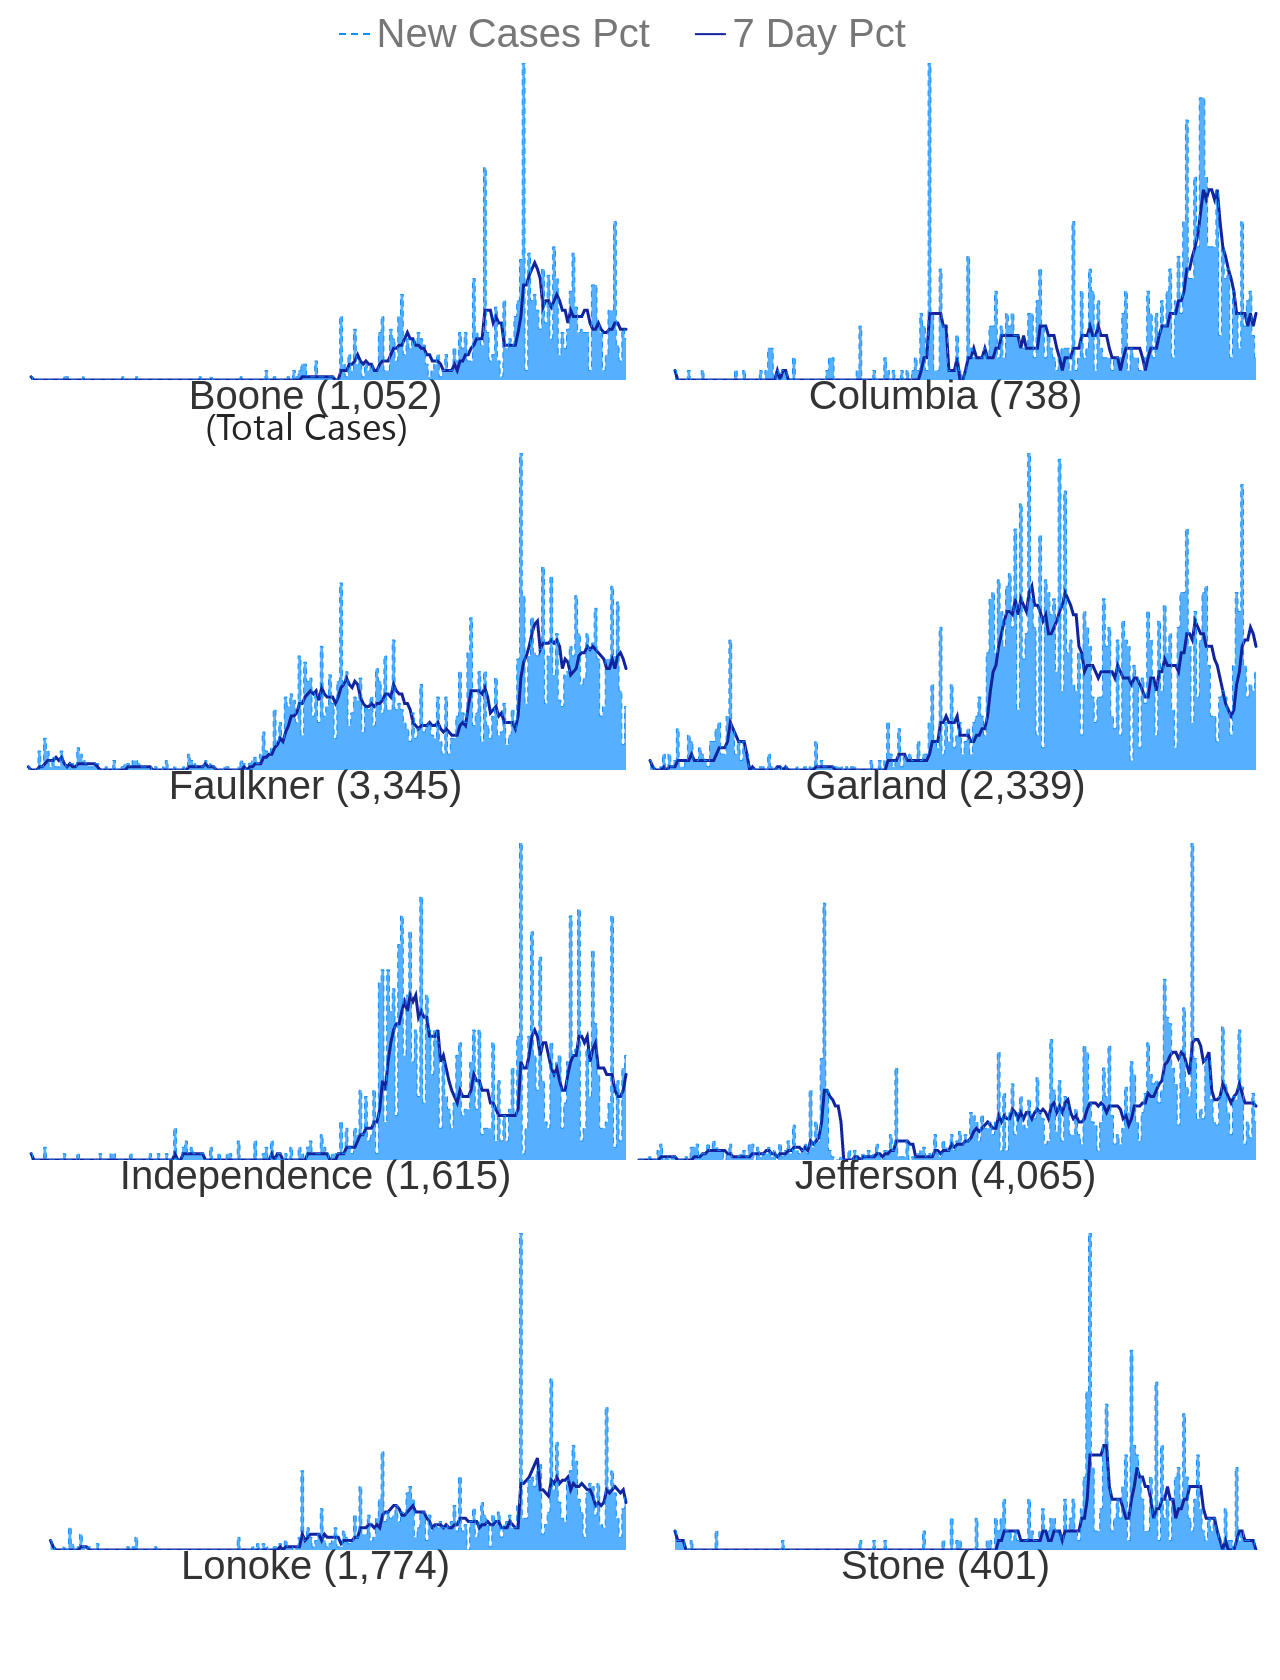 New Cases Pct 7 Day Pct
Boone (1,052) Columbia (738)
(Total Cases)
Faulkner (3,345) Garland (2,339)
Independence (1,615) Jefferson (4,065)
Lonoke (1,774) Stone (401)